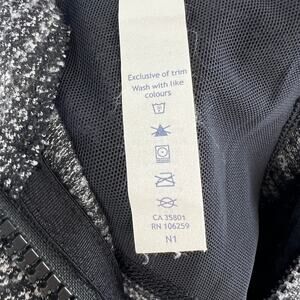 Exclusive of trim
Wash with like
colours
CA 35801
RN 106259
N1